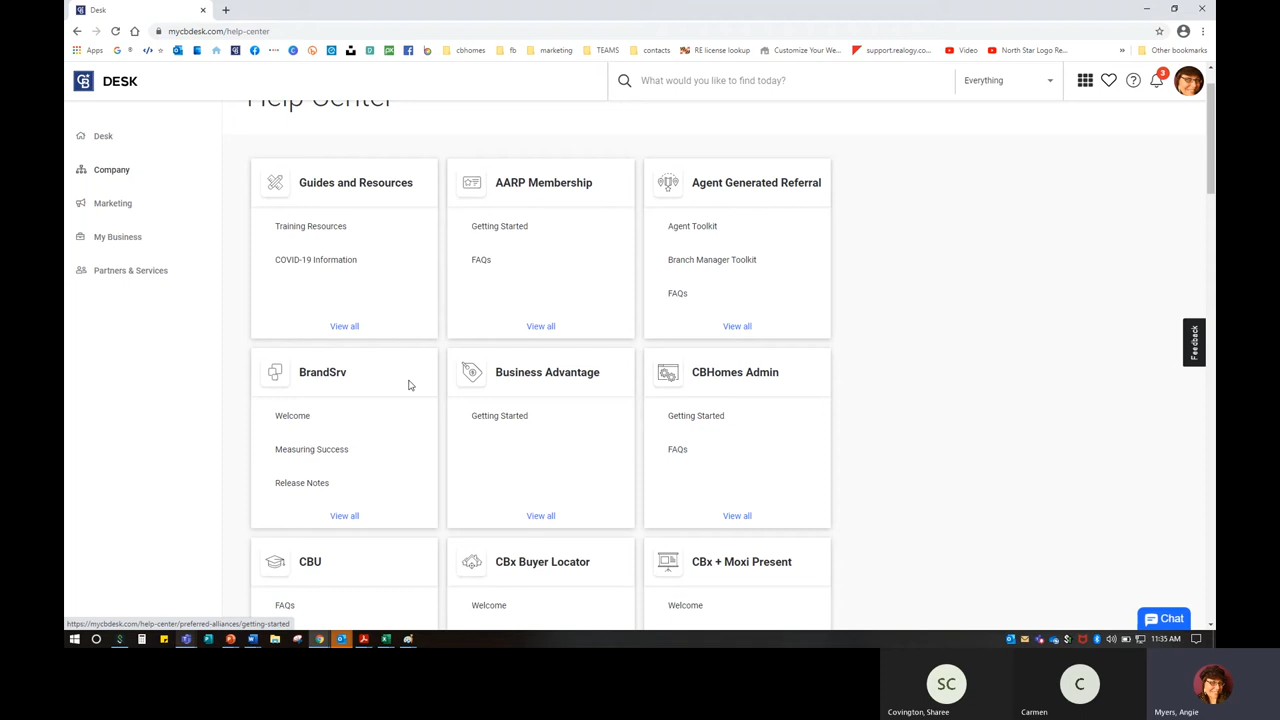 Desk
mycbdesk.com/help-center
Apps
cbhomes
fb
marketing
TEAMS
contacts
RE license lookup
Customize Your We...
support.realogy.co...
Video
North Star Logo Re...
»
Other bookmarks
DESK
What would you like to find today?
Everything
3
Help Center
Desk
Company
Marketing
My Business
Partners & Services
Guides and Resources
Training Resources
COVID-19 Information
View all
AARP Membership
Getting Started
FAQs
View all
Agent Generated Referral
Agent Toolkit
Branch Manager Toolkit
FAQs
View all
BrandSrv
Welcome
Measuring Success
Release Notes
View all
Business Advantage
Getting Started
View all
CBHomes Admin
Getting Started
FAQs
View all
CBU
FAQs
CBx Buyer Locator
Welcome
CBx + Moxi Present
Welcome
Feedback
Chat
https://mycbdesk.com/help-center/preferred-alliances/getting-started
11:35 AM
SC
Covington, Sharee
C
Carmen
Myers, Angie